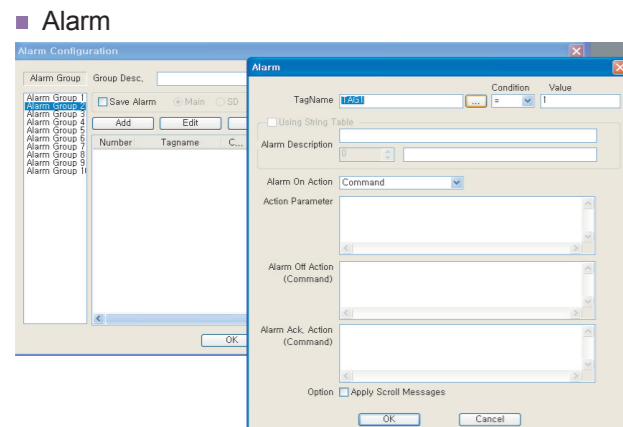 Alarm
Alarm Configuration
Alarm Group
Group Desc,
Alarm Group 1
Alarm Group 2
Alarm Group 3
Alarm Group 4
Alarm Group 5
Alarm Group 6
Alarm Group 7
Alarm Group 8
Alarm Group 9
Alarm Group 10
Save Alarm Main SD
Add Edit
Number Tagname C...
OK
Alarm
Condition Value
TagName TAG1 ... = 1
Using String Table
Alarm Description
0
Alarm On Action Command
Action Parameter
Alarm Off Action
(Command)
Alarm Ack, Action
(Command)
Option Apply Scroll Messages
OK Cancel